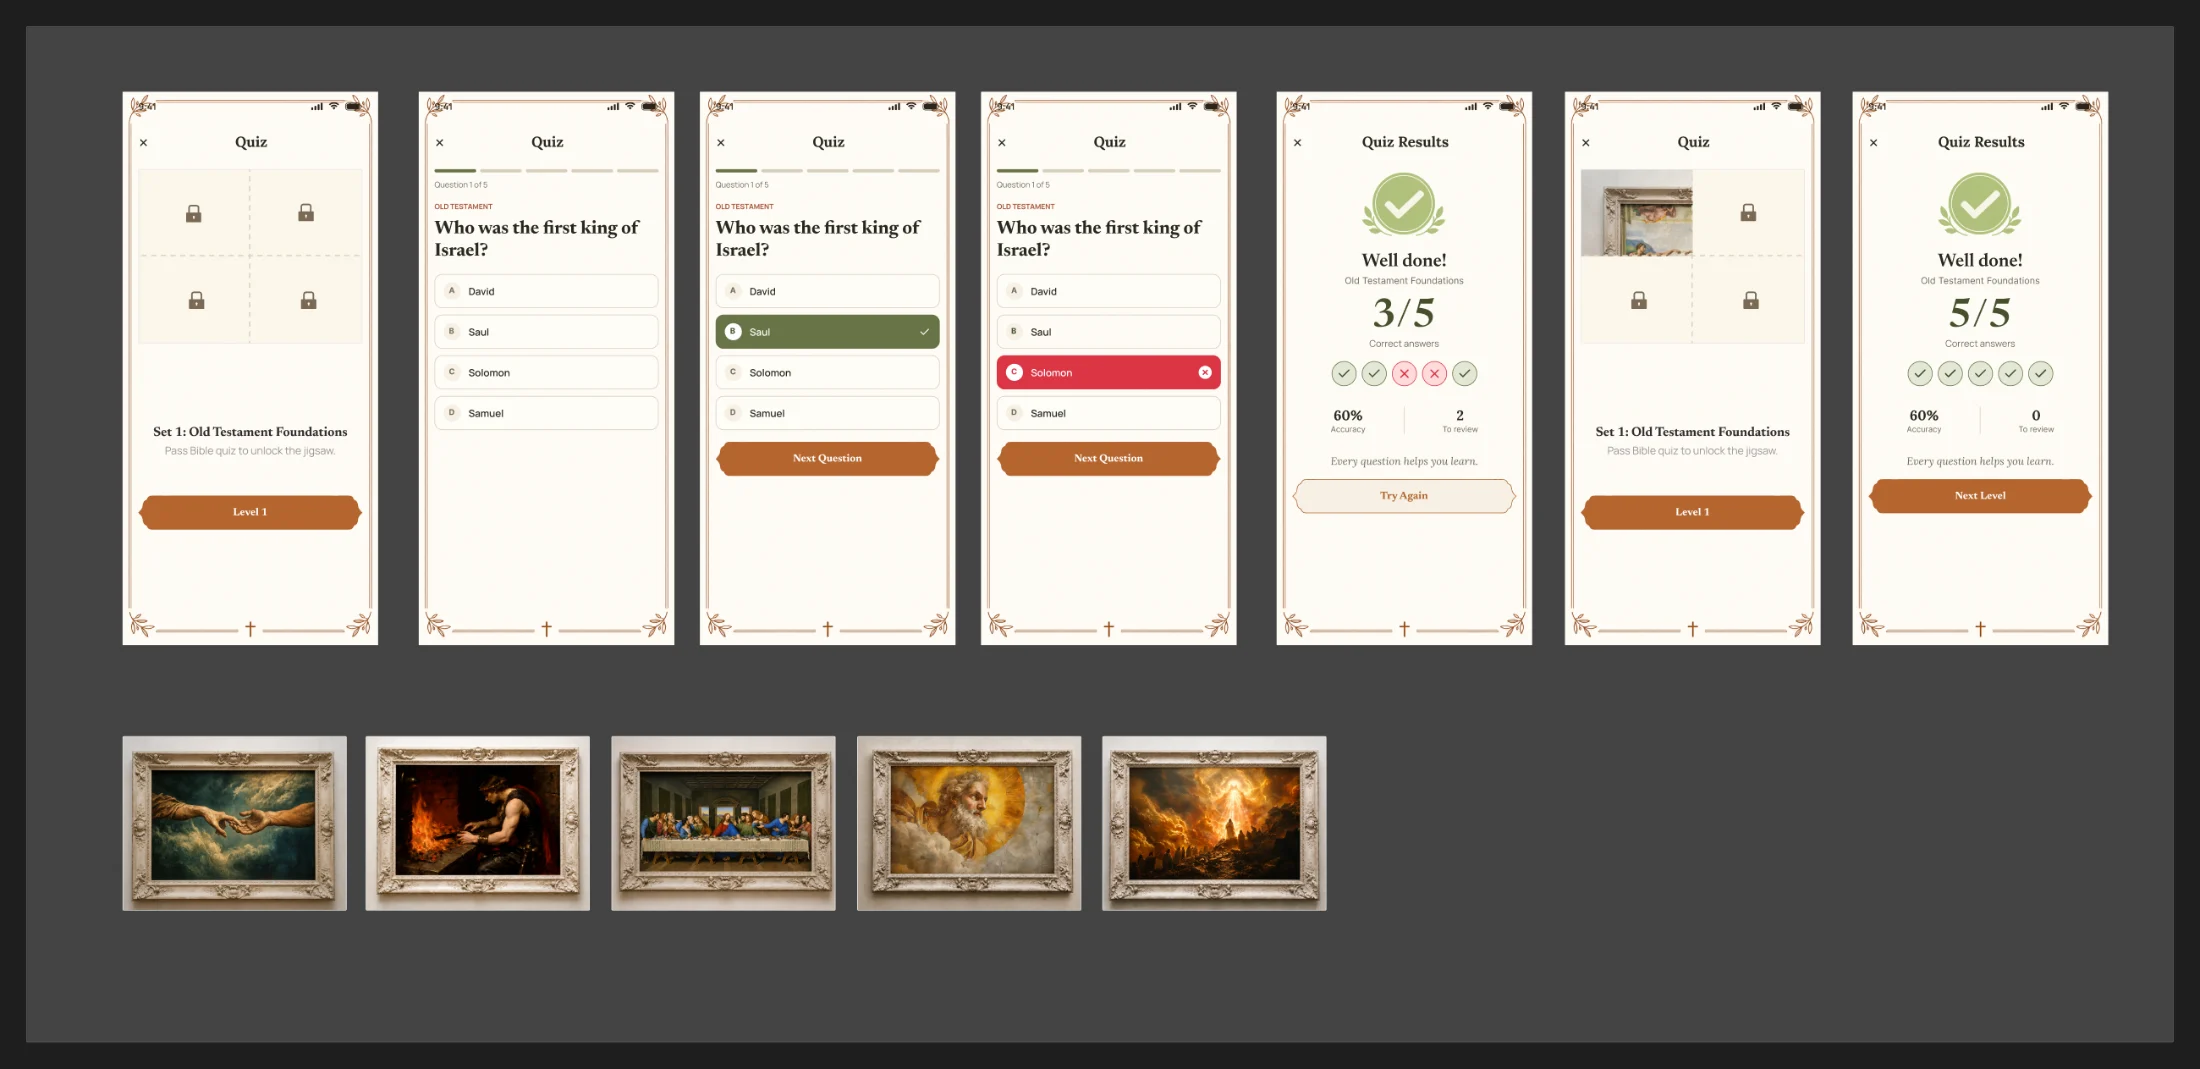 9:41
Quiz
Set 1: Old Testament Foundations
Pass Bible quiz to unlock the jigsaw.
Level 1
9:41
Quiz
Question 1 of 5
OLD TESTAMENT
Who was the first king of
Israel?
A David
B Saul
C Solomon
D Samuel
9:41
Quiz
Question 1 of 5
OLD TESTAMENT
Who was the first king of
Israel?
A David
B Saul
C Solomon
D Samuel
Next Question
9:41
Quiz
Question 1 of 5
OLD TESTAMENT
Who was the first king of
Israel?
A David
B Saul
C Solomon
D Samuel
Next Question
9:41
Quiz Results
Well done!
Old Testament Foundations
3/5
Correct answers
60% 2
Accuracy To review
Every question helps you learn.
Try Again
9:41
Quiz
Set 1: Old Testament Foundations
Pass Bible quiz to unlock the jigsaw.
Level 1
9:41
Quiz Results
Well done!
Old Testament Foundations
5/5
Correct answers
60% 0
Accuracy To review
Every question helps you learn.
Next Level